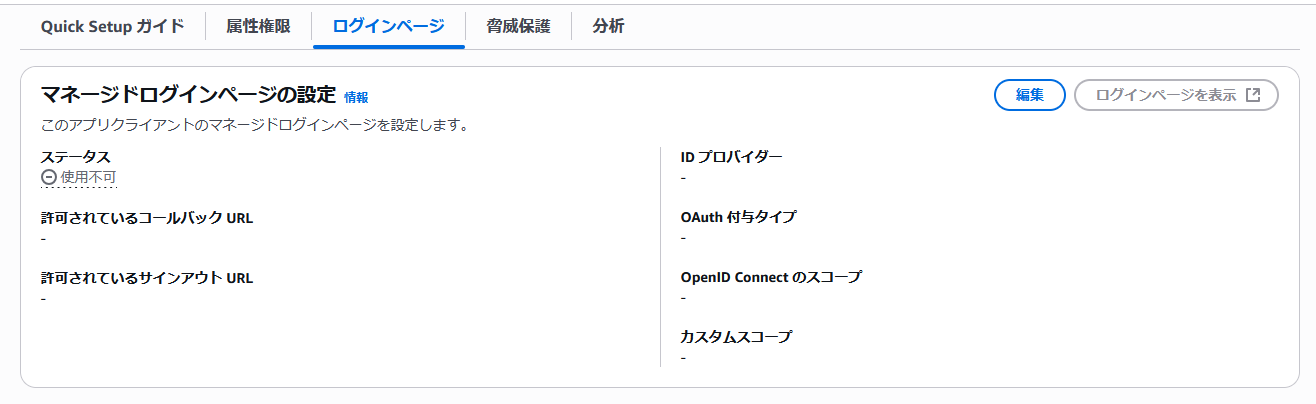 Quick Setup ガイド
属性権限
ログインページ
脅威保護
分析
マネージドログインページの設定 情報
編集
ログインページを表示
このアプリクライアントのマネージドログインページを設定します。
ステータス
使用不可
許可されているコールバック URL
-
許可されているサインアウト URL
-
ID プロバイダー
-
OAuth 付与タイプ
-
OpenID Connect のスコープ
-
カスタムスコープ
-